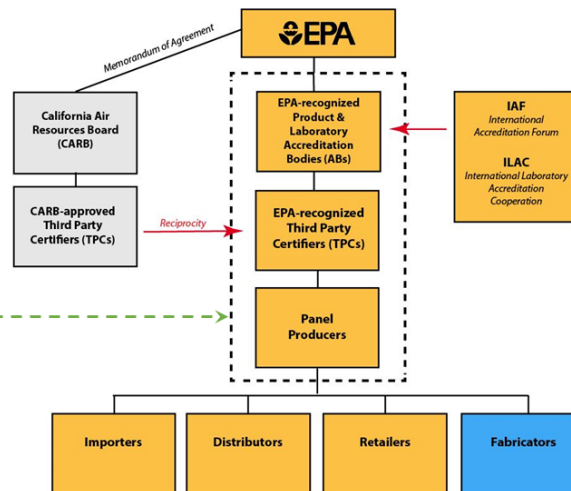 EPA
Memorandum of Agreement
California Air
Resources Board
(CARB)
EPA-recognized
Product &
Laboratory
Accreditation
Bodies (ABs)
IAF
International
Accreditation Forum
ILAC
International Laboratory
Accreditation
Cooperation
CARB-approved
Third Party
Certifiers (TPCs)
Reciprocity
EPA-recognized
Third Party
Certifiers (TPCs)
Panel
Producers
Importers
Distributors
Retailers
Fabricators